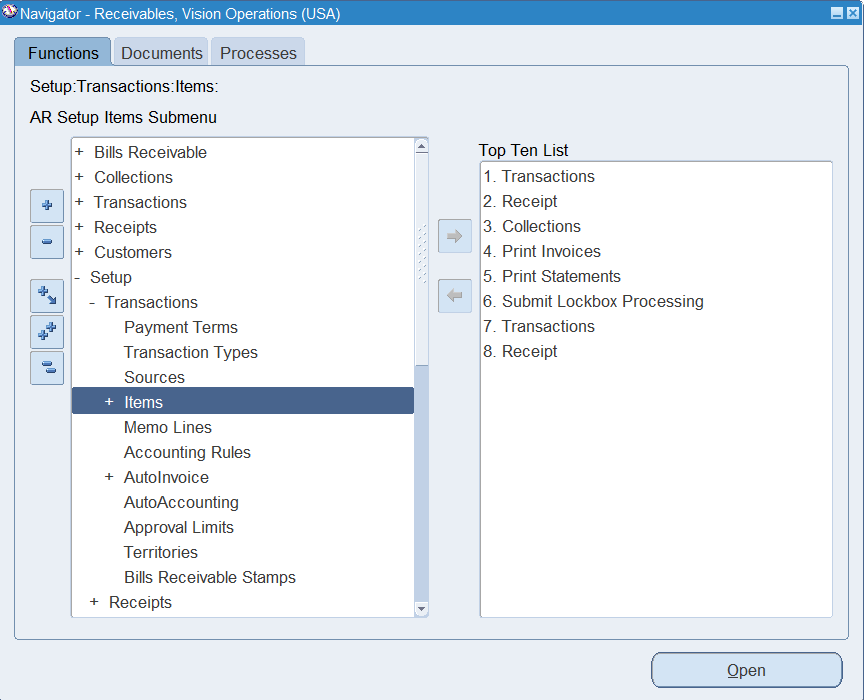 Navigator - Receivables, Vision Operations (USA)
Functions
Documents
Processes
Setup:Transactions:Items:
AR Setup Items Submenu
+ Bills Receivable
+ Collections
+ Transactions
+ Receipts
+ Customers
- Setup
- Transactions
Payment Terms
Transaction Types
Sources
+ Items
Memo Lines
Accounting Rules
+ AutoInvoice
AutoAccounting
Approval Limits
Territories
Bills Receivable Stamps
+ Receipts
Top Ten List
1. Transactions
2. Receipt
3. Collections
4. Print Invoices
5. Print Statements
6. Submit Lockbox Processing
7. Transactions
8. Receipt
Open